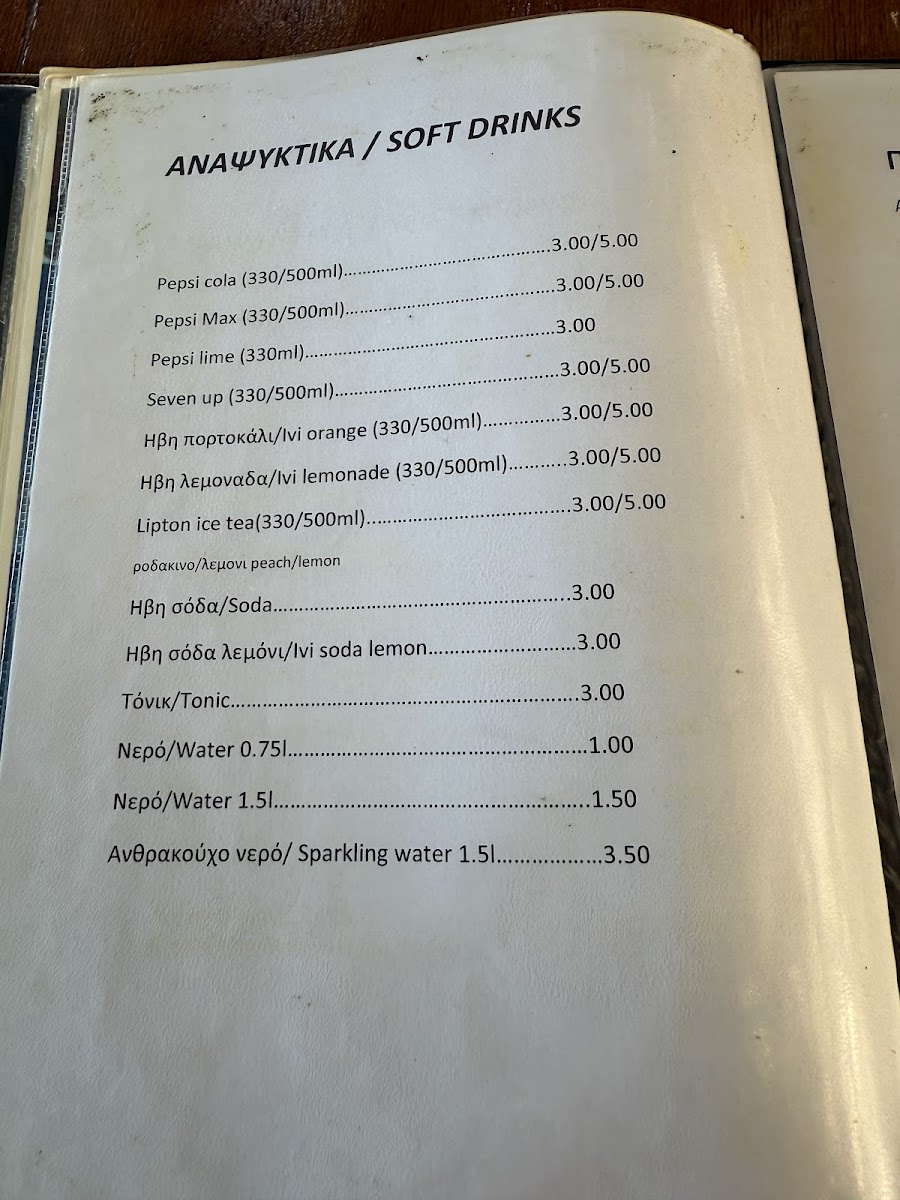 ΑΝΑΨΥΚΤΙΚΑ / SOFT DRINKS
Pepsi cola (330/500ml)............................................3.00/5.00
Pepsi Max (330/500ml)............................................3.00/5.00
Pepsi lime (330ml)....................................................3.00
Seven up (330/500ml)...............................................3.00/5.00
Ηβη πορτοκάλι/Ivi orange (330/500ml)................3.00/5.00
Ηβη λεμοναδα/Ivi lemonade (330/500ml)...........3.00/5.00
Lipton ice tea(330/500ml).........................................3.00/5.00
ροδακινο/λεμονι peach/lemon
Ηβη σόδα/Soda............................................................3.00
Ηβη σόδα λεμόνι/Ivi soda lemon..............................3.00
Τόνικ/Tonic......................................................................3.00
Νερό/Water 0.75l............................................................1.00
Νερό/Water 1.5l...............................................................1.50
Ανθρακούχο νερό/ Sparkling water 1.5l.....................3.50